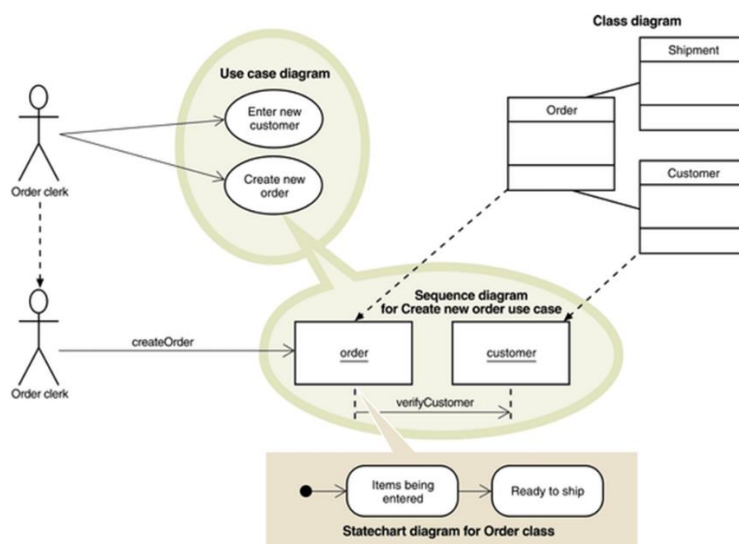 Class diagram
Shipment
Use case diagram
Enter new
customer
Order
Create new
order
Customer
Order clerk
Sequence diagram
for Create new order use case
createOrder
order
customer
Order clerk
verifyCustomer
Items being
entered
Ready to ship
Statechart diagram for Order class